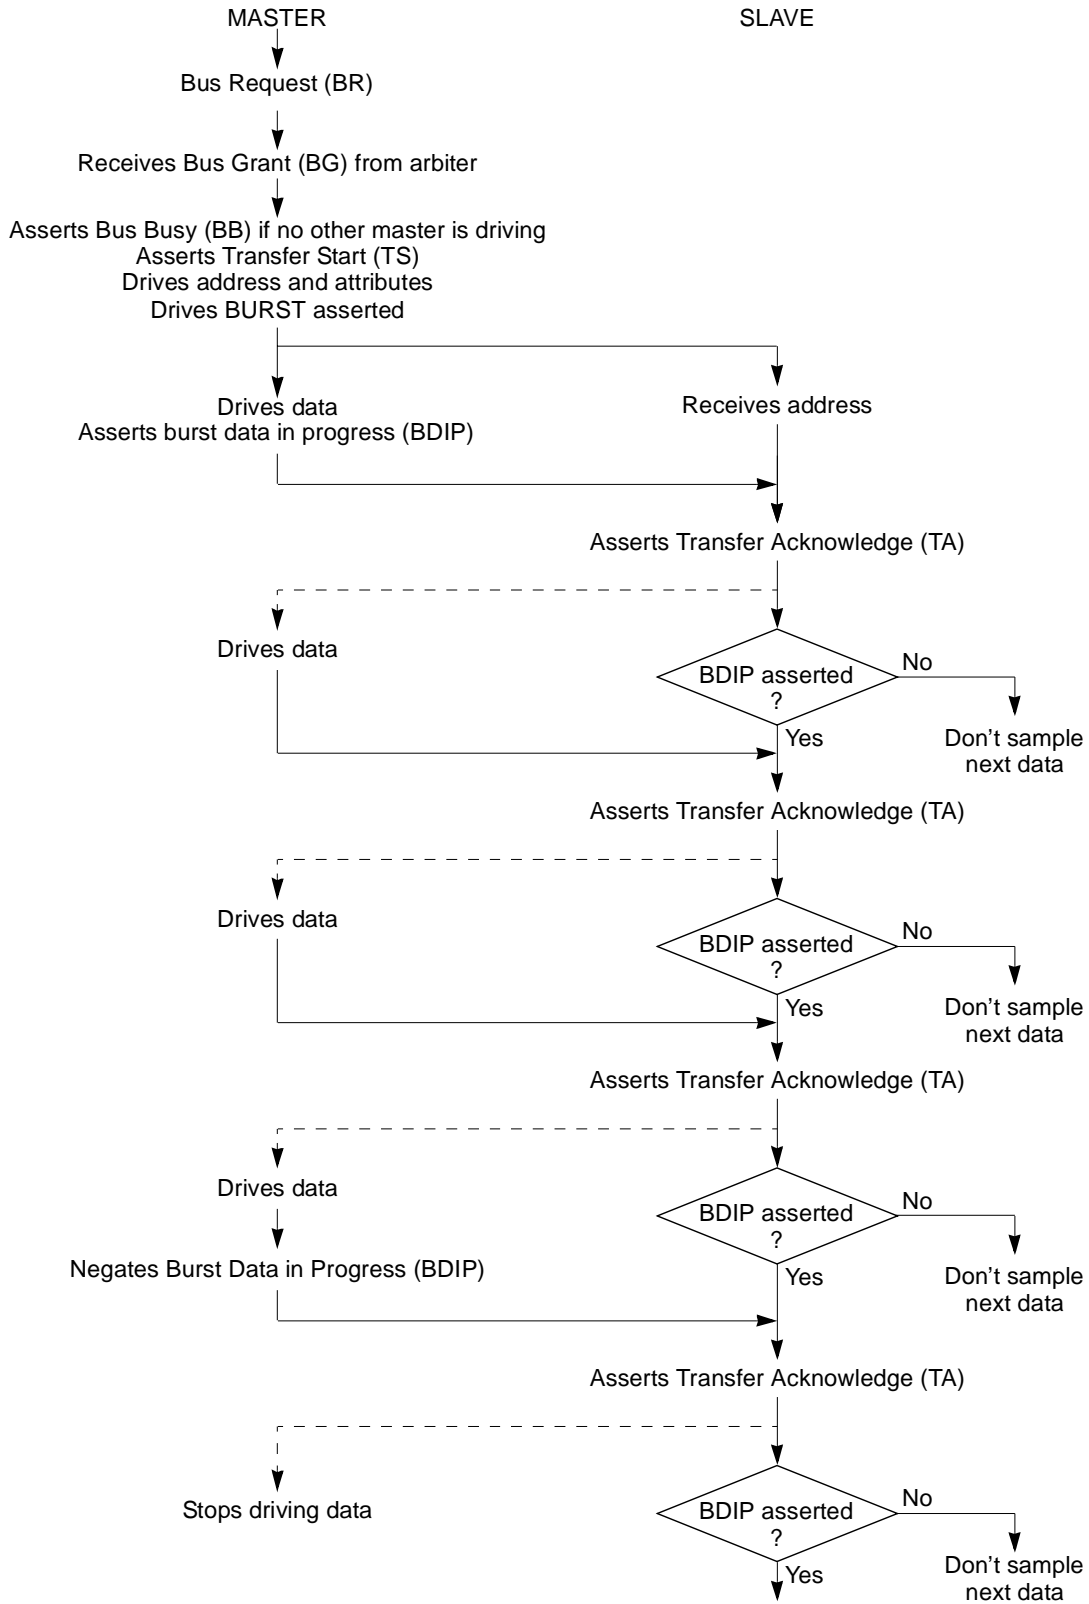 MASTER
SLAVE
Bus Request (BR)
Receives Bus Grant (BG) from arbiter
Asserts Bus Busy (BB) if no other master is driving
Asserts Transfer Start (TS)
Drives address and attributes
Drives BURST asserted
Drives data
Asserts burst data in progress (BDIP)
Receives address
Asserts Transfer Acknowledge (TA)
Drives data
BDIP asserted
?
No
Yes
Don't sample
next data
Asserts Transfer Acknowledge (TA)
Drives data
BDIP asserted
?
No
Yes
Don't sample
next data
Asserts Transfer Acknowledge (TA)
Drives data
Negates Burst Data in Progress (BDIP)
BDIP asserted
?
No
Yes
Don't sample
next data
Asserts Transfer Acknowledge (TA)
Stops driving data
BDIP asserted
?
No
Yes
Don't sample
next data